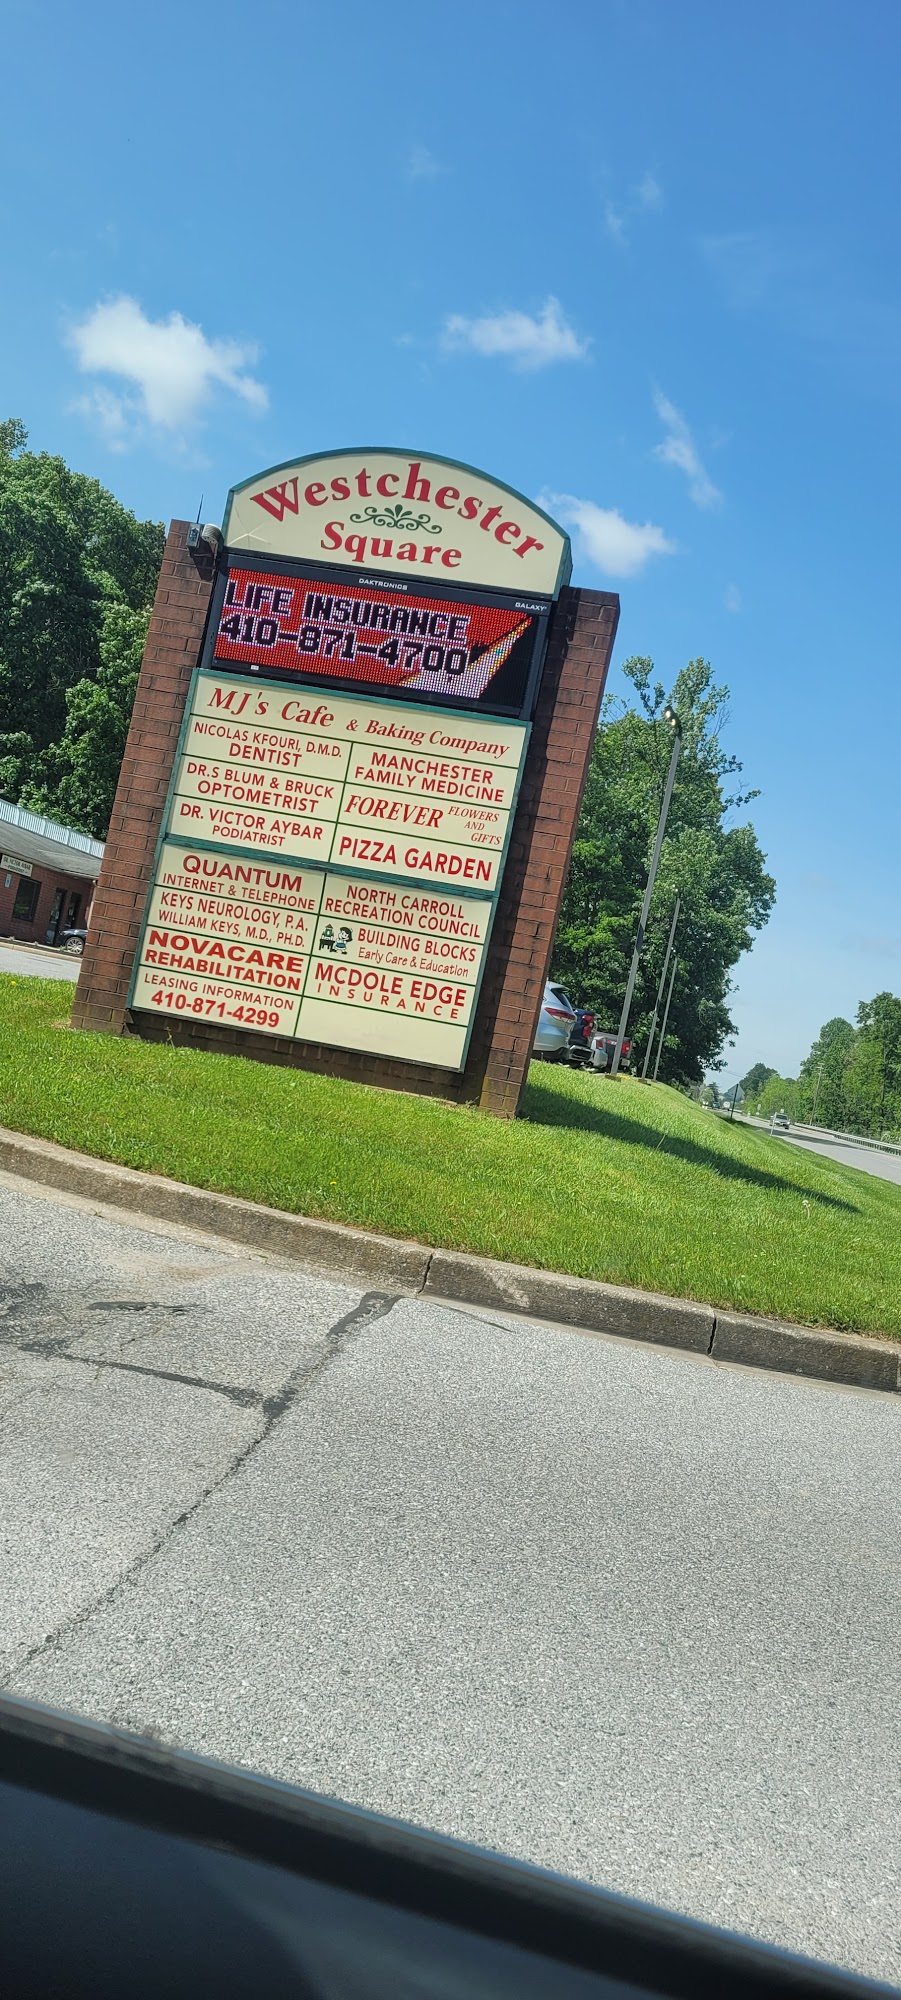 Westchester
Square
DAKTRONICS
GALAXY
LIFE INSURANCE
410-871-4700
MJ's Cafe & Baking Company
NICOLAS KFOURI, D.M.D.
DENTIST
DR.S BLUM & BRUCK
OPTOMETRIST
DR. VICTOR AYBAR
PODIATRIST
MANCHESTER
FAMILY MEDICINE
FOREVER FLOWERS
AND
GIFTS
PIZZA GARDEN
QUANTUM
INTERNET & TELEPHONE
KEYS NEUROLOGY, P.A.
WILLIAM KEYS, M.D., PH.D.
NOVACARE
REHABILITATION
LEASING INFORMATION
410-871-4299
NORTH CARROLL
RECREATION COUNCIL
BUILDING BLOCKS
Early Care & Education
MCDOLE EDGE
INSURANCE